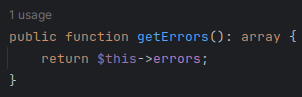 1 usage
public function getErrors(): array {
    return $this->errors;
}